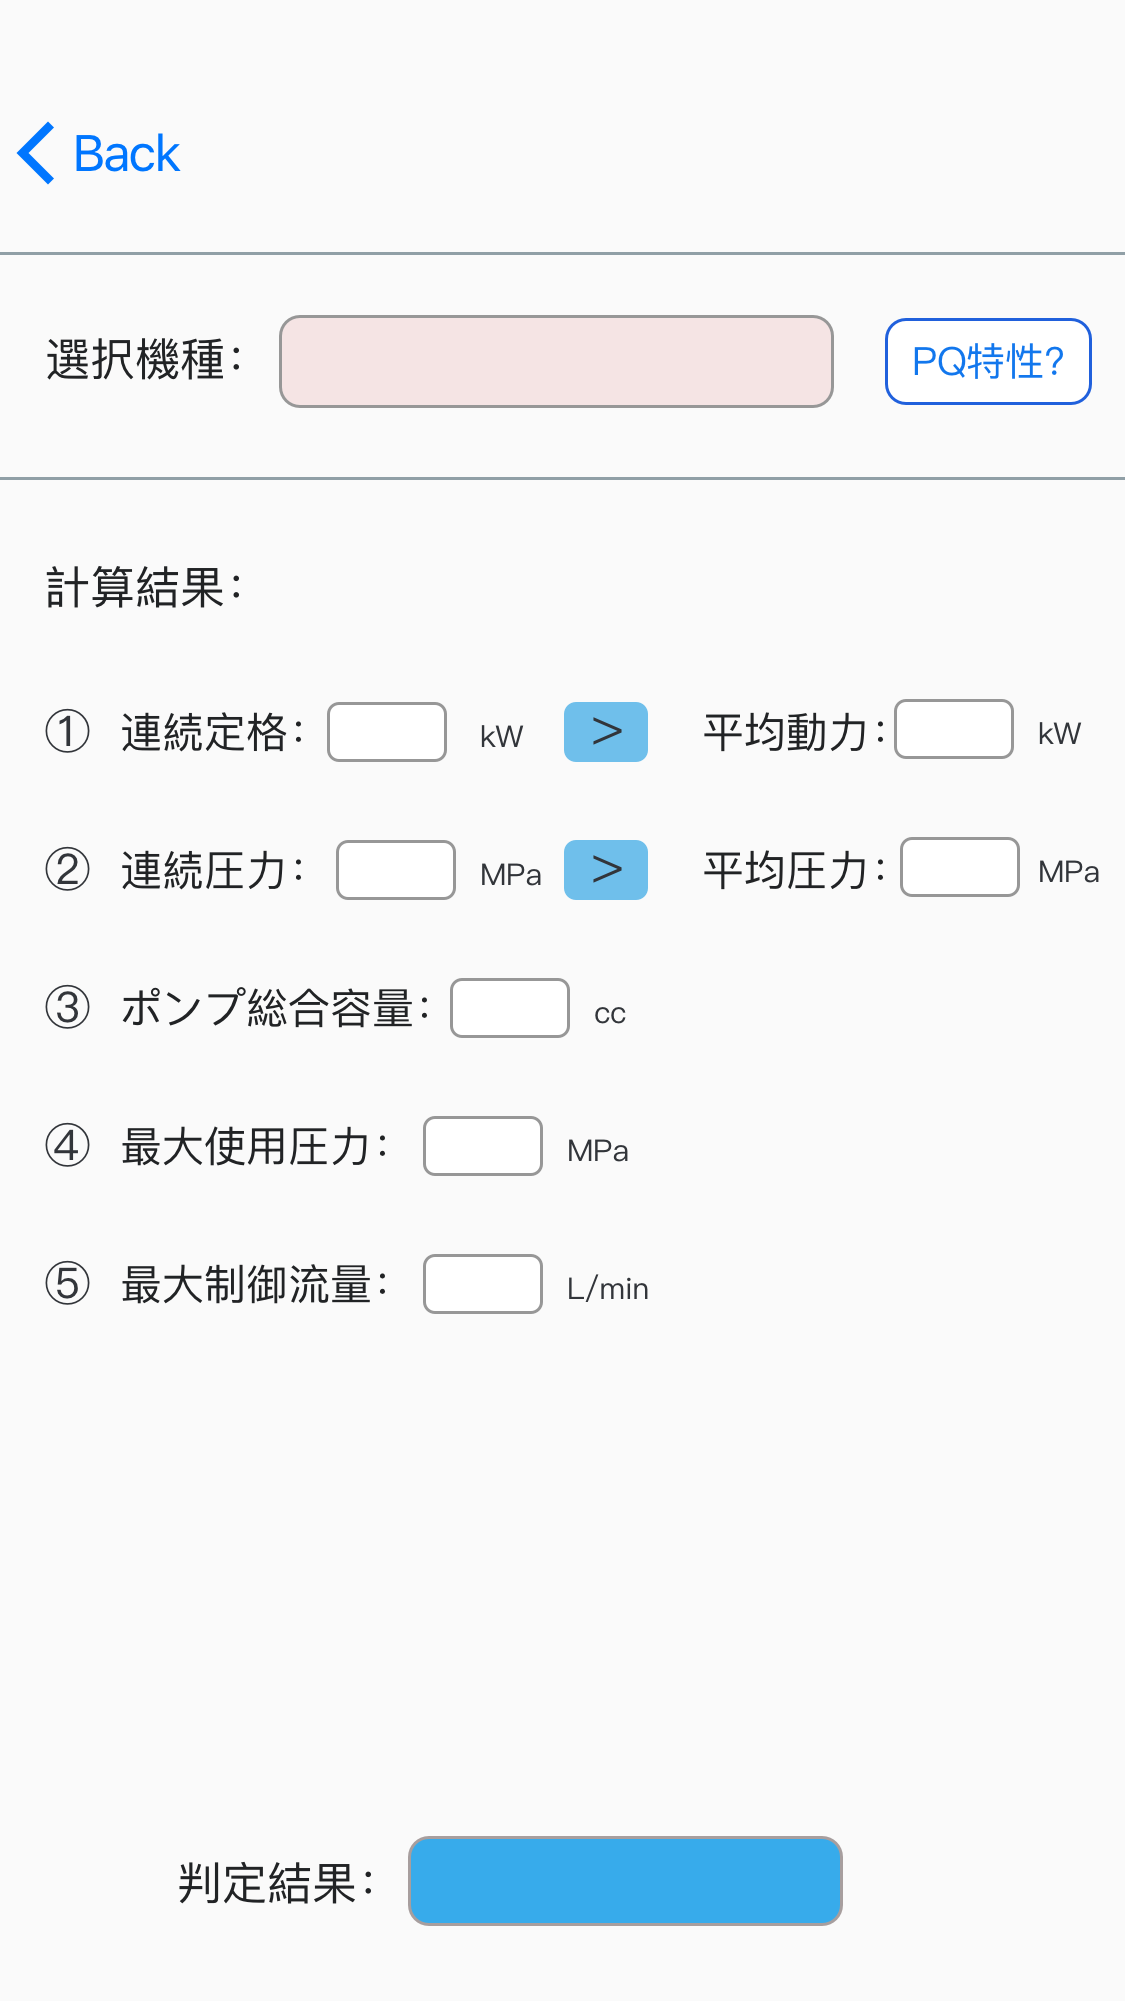 Back
選択機種： PQ特性?
計算結果：
① 連続定格： kW > 平均動力： kW
② 連続圧力： MPa > 平均圧力： MPa
③ ポンプ総合容量： cc
④ 最大使用圧力： MPa
⑤ 最大制御流量： L/min
判定結果：